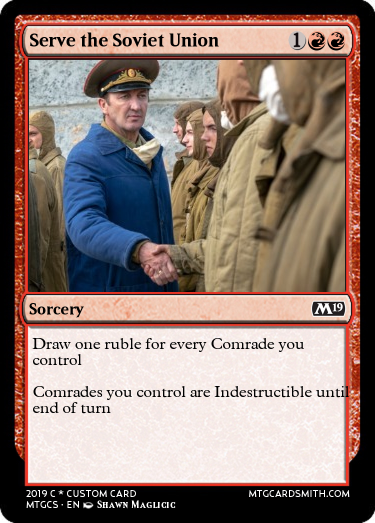 Serve the Soviet Union 1
Sorcery M19
Draw one ruble for every Comrade you
control
Comrades you control are Indestructible until
end of turn
2019 C * CUSTOM CARD MTGCARDSMITH.COM
MTGCS · EN Shawn Maglicic